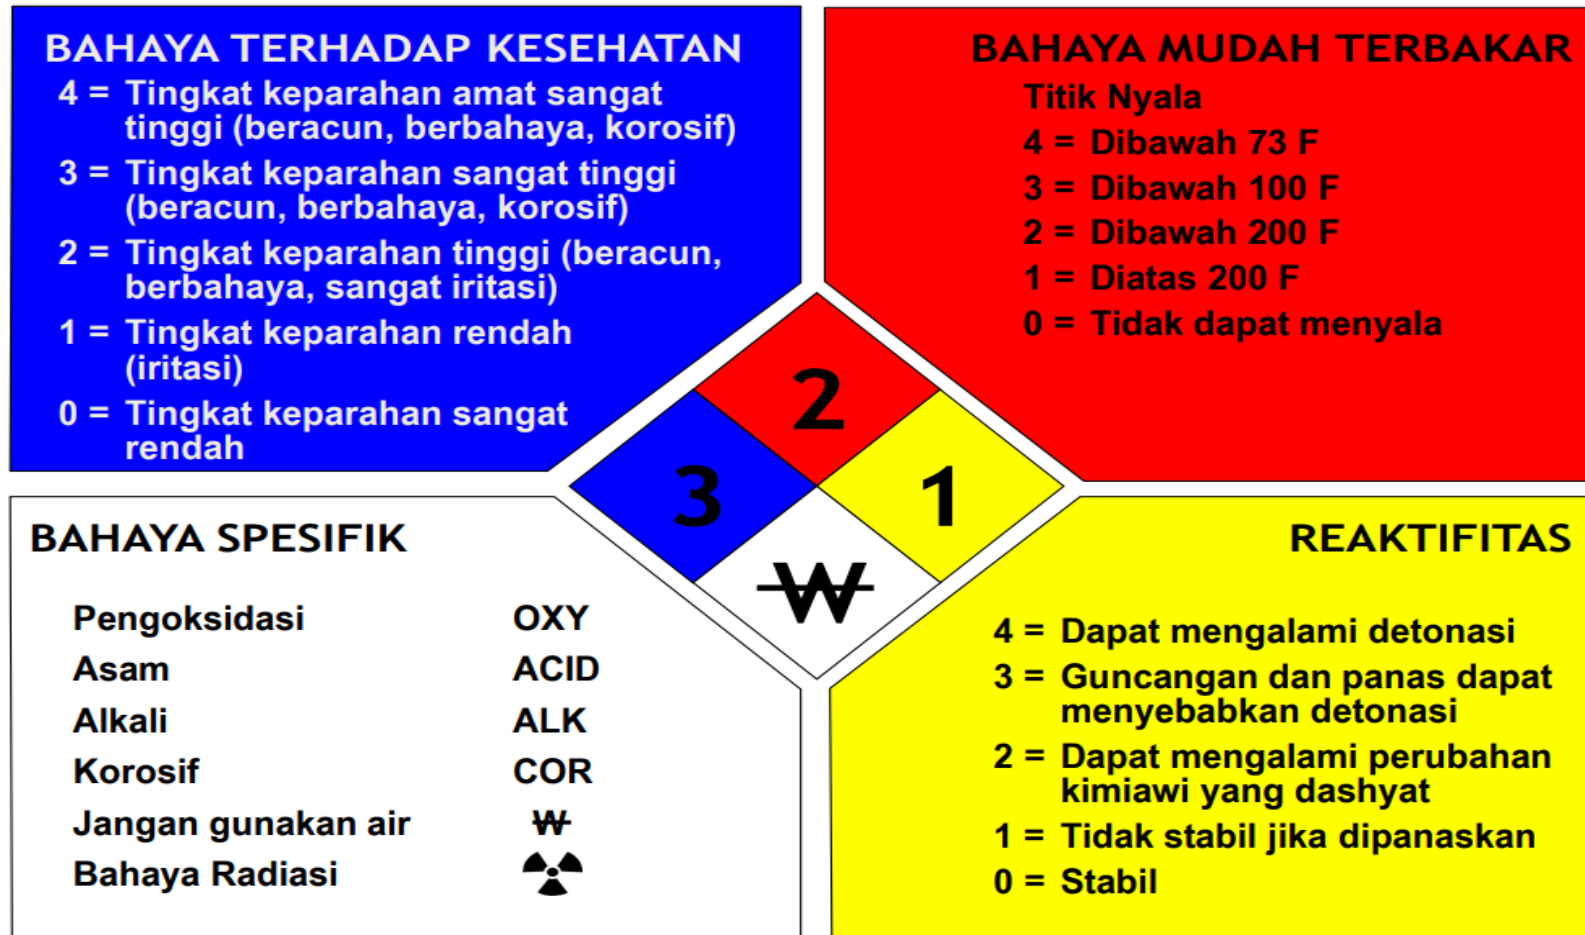 BAHAYA TERHADAP KESEHATAN
4 = Tingkat keparahan amat sangat
tinggi (beracun, berbahaya, korosif)
3 = Tingkat keparahan sangat tinggi
(beracun, berbahaya, korosif)
2 = Tingkat keparahan tinggi (beracun,
berbahaya, sangat iritasi)
1 = Tingkat keparahan rendah
(iritasi)
0 = Tingkat keparahan sangat
rendah
BAHAYA MUDAH TERBAKAR
Titik Nyala
4 = Dibawah 73 F
3 = Dibawah 100 F
2 = Dibawah 200 F
1 = Diatas 200 F
0 = Tidak dapat menyala
2
3
1
W
BAHAYA SPESIFIK
Pengoksidasi OXY
Asam ACID
Alkali ALK
Korosif COR
Jangan gunakan air W
Bahaya Radiasi
REAKTIFITAS
4 = Dapat mengalami detonasi
3 = Guncangan dan panas dapat
menyebabkan detonasi
2 = Dapat mengalami perubahan
kimiawi yang dashyat
1 = Tidak stabil jika dipanaskan
0 = Stabil